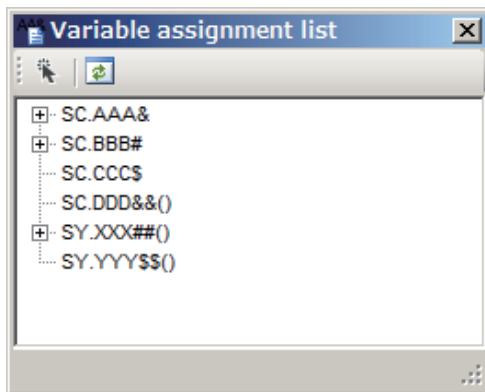 Variable assignment list
SC.AAA&
SC.BBB#
SC.CCC$
SC.DDD&&()
SY.XXX##()
SY.YYY$$()